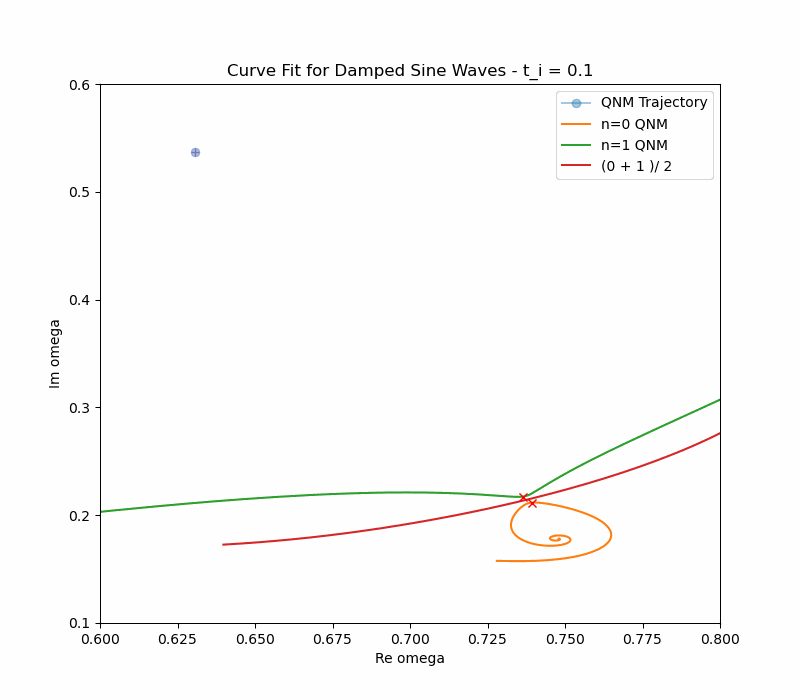 Curve Fit for Damped Sine Waves - t_i = 0.1
QNM Trajectory
n=0 QNM
n=1 QNM
(0 + 1 )/ 2
Im omega
0.6
0.5
0.4
0.3
0.2
0.1
0.600 0.625 0.650 0.675 0.700 0.725 0.750 0.775 0.800
Re omega